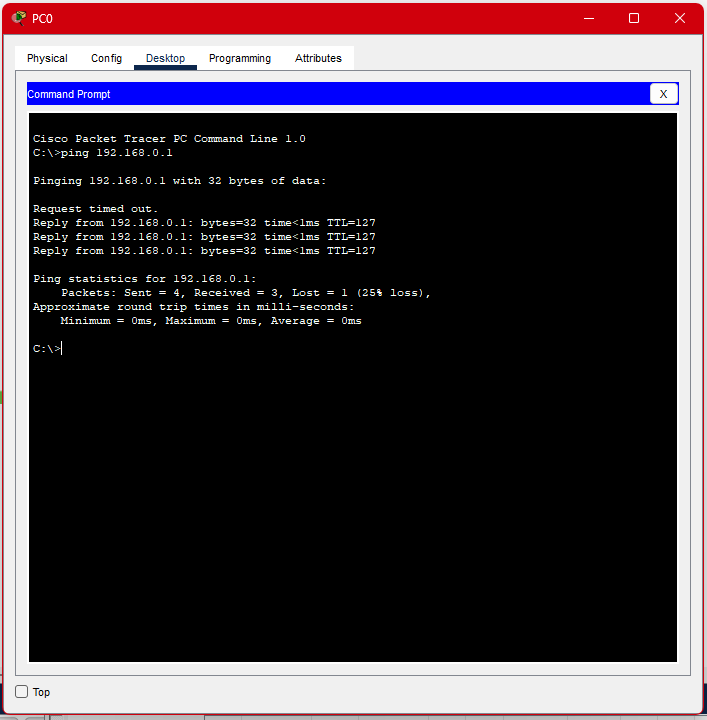 PC0
Physical Config Desktop Programming Attributes
Command Prompt X
Cisco Packet Tracer PC Command Line 1.0
C:\>ping 192.168.0.1
Pinging 192.168.0.1 with 32 bytes of data:
Request timed out.
Reply from 192.168.0.1: bytes=32 time<1ms TTL=127
Reply from 192.168.0.1: bytes=32 time<1ms TTL=127
Reply from 192.168.0.1: bytes=32 time<1ms TTL=127
Ping statistics for 192.168.0.1:
    Packets: Sent = 4, Received = 3, Lost = 1 (25% loss),
Approximate round trip times in milli-seconds:
    Minimum = 0ms, Maximum = 0ms, Average = 0ms
C:\>
Top